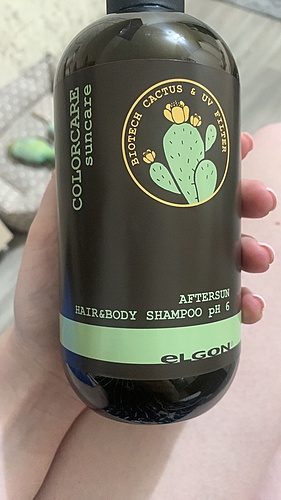 COLORCARE
suncare
BIOTECH CACTUS & UV FILTER
AFTERSUN
HAIR&BODY SHAMPOO pH 6
eLGON